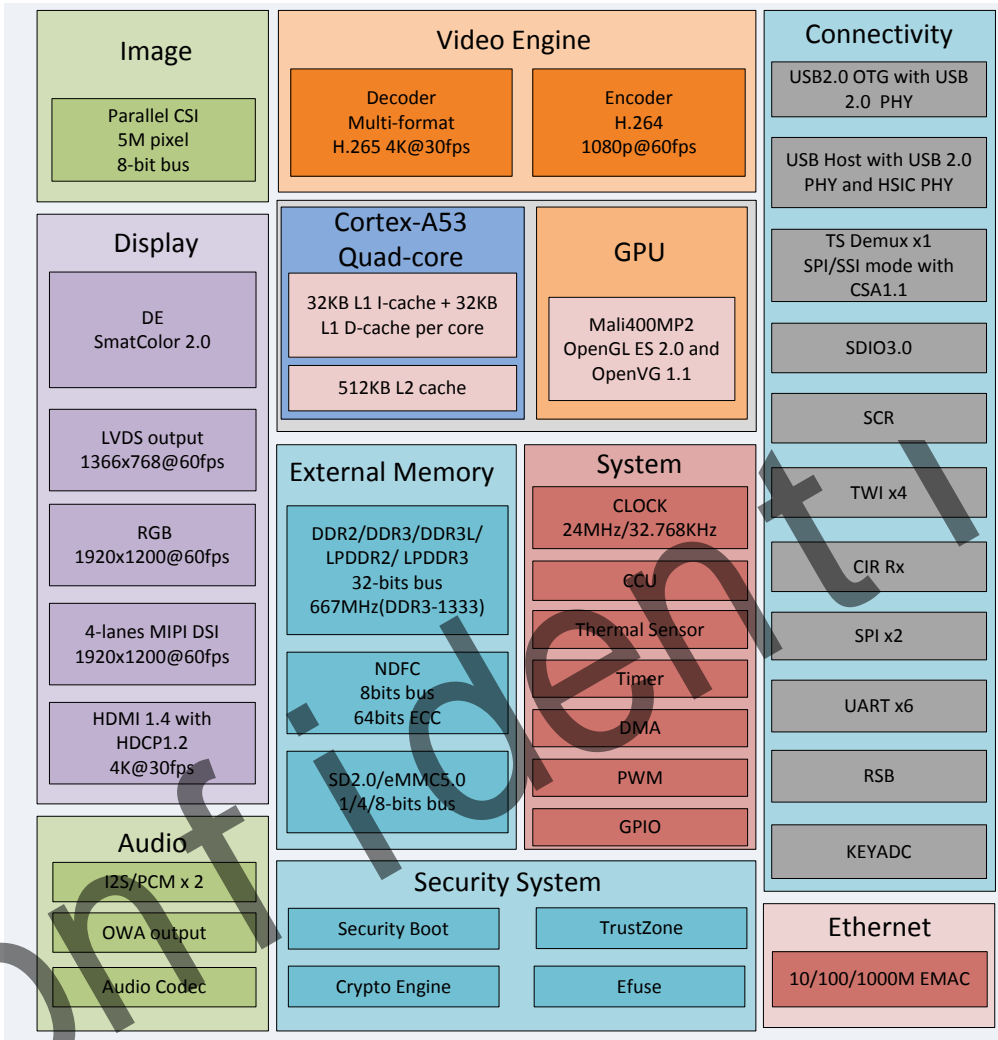 Image
Parallel CSI
5M pixel
8-bit bus
Display
DE
SmatColor 2.0
LVDS output
1366x768@60fps
RGB
1920x1200@60fps
4-lanes MIPI DSI
1920x1200@60fps
HDMI 1.4 with
HDCP1.2
4K@30fps
Audio
I2S/PCM x 2
OWA output
Audio Codec
Video Engine
Decoder
Multi-format
H.265 4K@30fps
Encoder
H.264
1080p@60fps
Cortex-A53
Quad-core
32KB L1 I-cache + 32KB
L1 D-cache per core
512KB L2 cache
GPU
Mali400MP2
OpenGL ES 2.0 and
OpenVG 1.1
External Memory
DDR2/DDR3/DDR3L/
LPDDR2/ LPDDR3
32-bits bus
667MHz(DDR3-1333)
NDFC
8bits bus
64bits ECC
SD2.0/eMMC5.0
1/4/8-bits bus
System
CLOCK
24MHz/32.768KHz
CCU
Thermal Sensor
Timer
DMA
PWM
GPIO
Security System
Security Boot
TrustZone
Crypto Engine
Efuse
Connectivity
USB2.0 OTG with USB
2.0 PHY
USB Host with USB 2.0
PHY and HSIC PHY
TS Demux x1
SPI/SSI mode with
CSA1.1
SDIO3.0
SCR
TWI x4
CIR Rx
SPI x2
UART x6
RSB
KEYADC
Ethernet
10/100/1000M EMAC
onfidenti